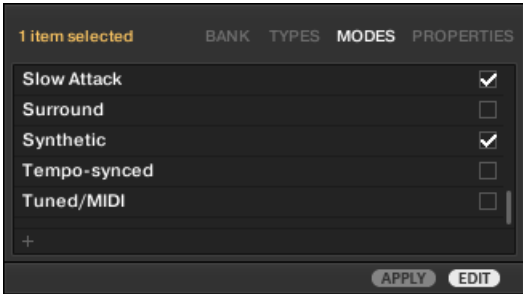 1 item selected BANK TYPES MODES PROPERTIES
Slow Attack
Surround
Synthetic
Tempo-synced
Tuned/MIDI
+
APPLY EDIT